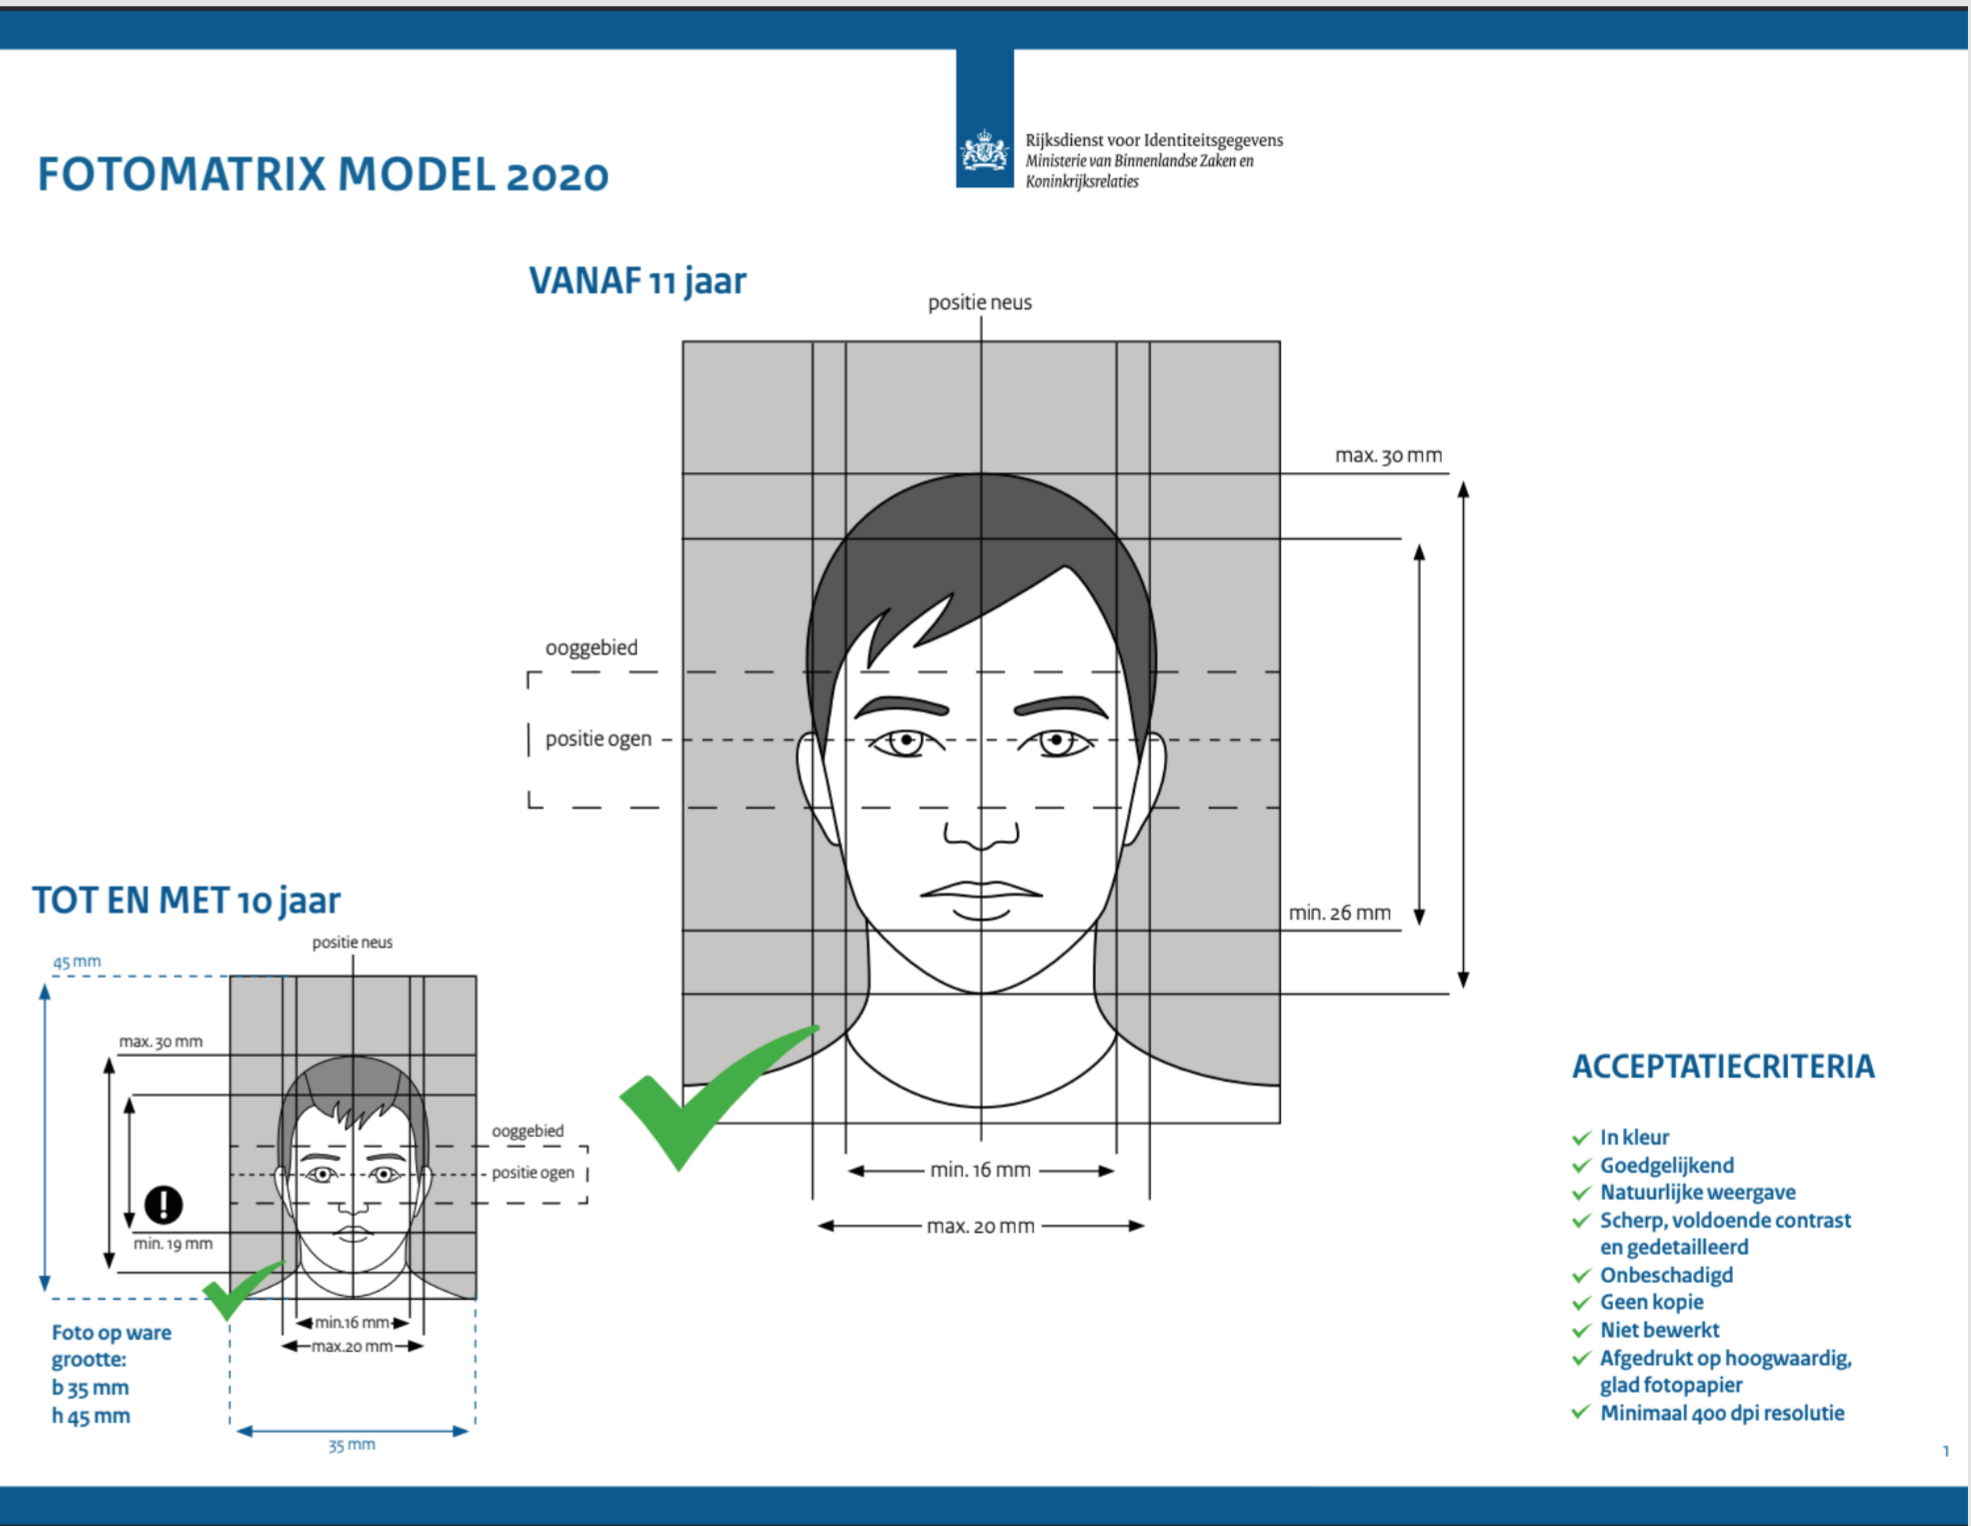 Rijksdienst voor Identiteitsgegevens
Ministerie van Binnenlandse Zaken en
Koninkrijksrelaties
FOTOMATRIX MODEL 2020
VANAF 11 jaar
positie neus
max. 30 mm
ooggebied
positie ogen
min. 26 mm
min. 16 mm
max. 20 mm
TOT EN MET 10 jaar
positie neus
45 mm
max. 30 mm
ooggebied
positie ogen
!
min. 19 mm
min.16 mm
max.20 mm
Foto op ware
grootte:
b 35 mm
h 45 mm
35 mm
ACCEPTATIECRITERIA
In kleur
Goedgelijkend
Natuurlijke weergave
Scherp, voldoende contrast
en gedetailleerd
Onbeschadigd
Geen kopie
Niet bewerkt
Afgedrukt op hoogwaardig,
glad fotopapier
Minimaal 400 dpi resolutie
1